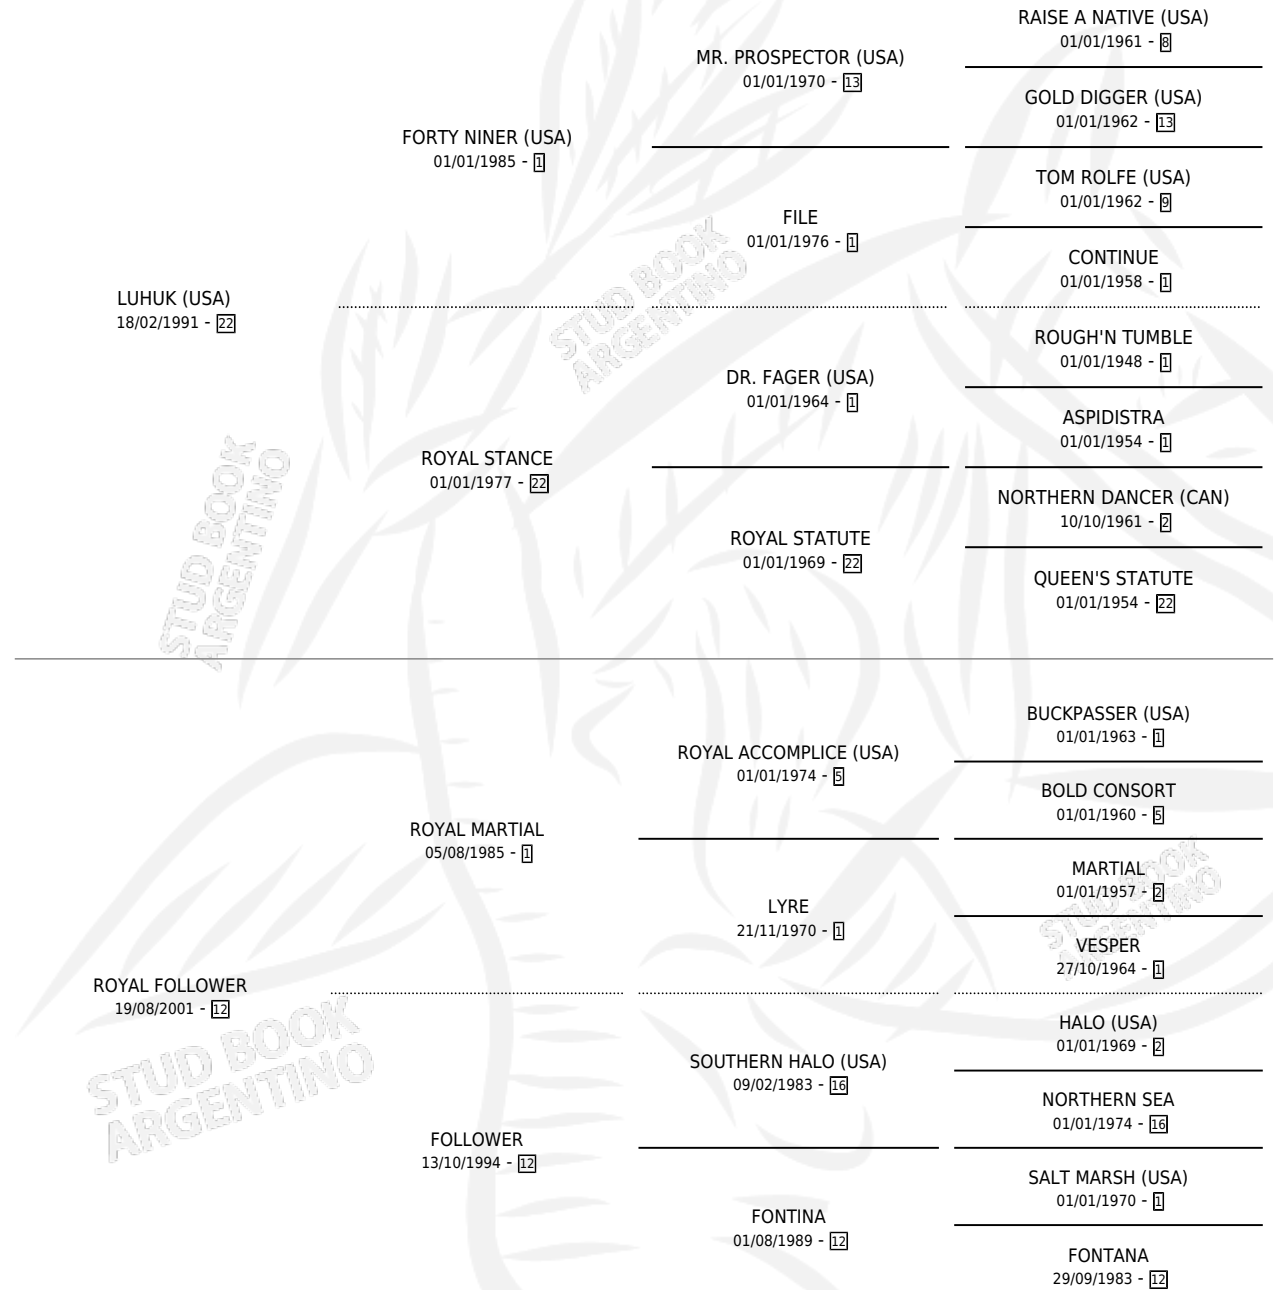 RAISE A NATIVE (USA)
01/01/1961 - 8
MR. PROSPECTOR (USA)
01/01/1970 - 13
GOLD DIGGER (USA)
01/01/1962 - 13
FORTY NINER (USA)
01/01/1985 - 1
TOM ROLFE (USA)
01/01/1962 - 9
FILE
01/01/1976 - 1
CONTINUE
01/01/1958 - 1
LUHUK (USA)
18/02/1991 - 22
ROUGH'N TUMBLE
01/01/1948 - 1
DR. FAGER (USA)
01/01/1964 - 1
ASPIDISTRA
01/01/1954 - 1
ROYAL STANCE
01/01/1977 - 22
NORTHERN DANCER (CAN)
10/10/1961 - 2
ROYAL STATUTE
01/01/1969 - 22
QUEEN'S STATUTE
01/01/1954 - 22
BUCKPASSER (USA)
01/01/1963 - 1
ROYAL ACCOMPLICE (USA)
01/01/1974 - 5
BOLD CONSORT
01/01/1960 - 5
ROYAL MARTIAL
05/08/1985 - 1
MARTIAL
01/01/1957 - 2
LYRE
21/11/1970 - 1
VESPER
27/10/1964 - 1
ROYAL FOLLOWER
19/08/2001 - 12
HALO (USA)
01/01/1969 - 2
SOUTHERN HALO (USA)
09/02/1983 - 16
NORTHERN SEA
01/01/1974 - 16
FOLLOWER
13/10/1994 - 12
SALT MARSH (USA)
01/01/1970 - 1
FONTINA
01/08/1989 - 12
FONTANA
29/09/1983 - 12
STUD BOOK
ARGENTINO
STUD BOOK
ARGENTINO
STUD BOOK
ARGENTINO
STUD BOOK
ARGENTINO